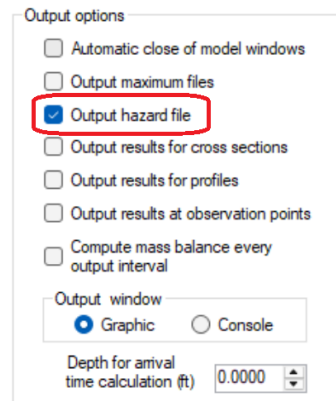 Output options
Automatic close of model windows
Output maximum files
Output hazard file
Output results for cross sections
Output results for profiles
Output results at observation points
Compute mass balance every
output interval
Output window
Graphic Console
Depth for arrival
time calculation (ft) 0.0000